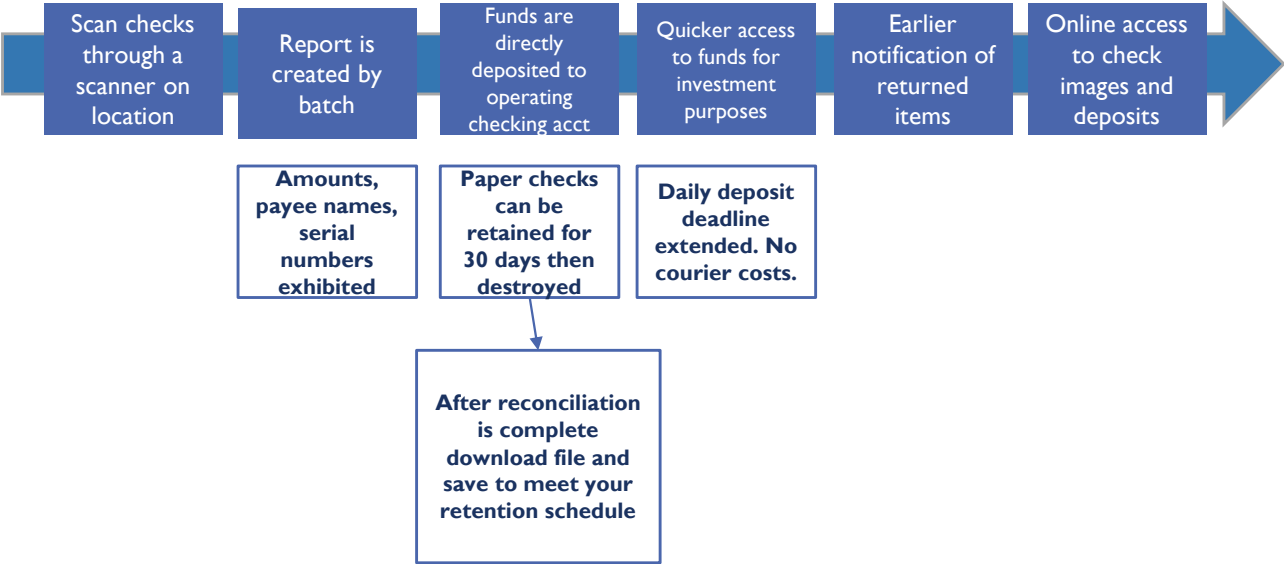 Scan checks
through a
scanner on
location
Report is
created by
batch
Funds are
directly
deposited to
operating
checking acct
Quicker access
to funds for
investment
purposes
Earlier
notification of
returned
items
Online access
to check
images and
deposits
Amounts,
payee names,
serial
numbers
exhibited
Paper checks
can be
retained for
30 days then
destroyed
Daily deposit
deadline
extended. No
courier costs.
After reconciliation
is complete
download file and
save to meet your
retention schedule